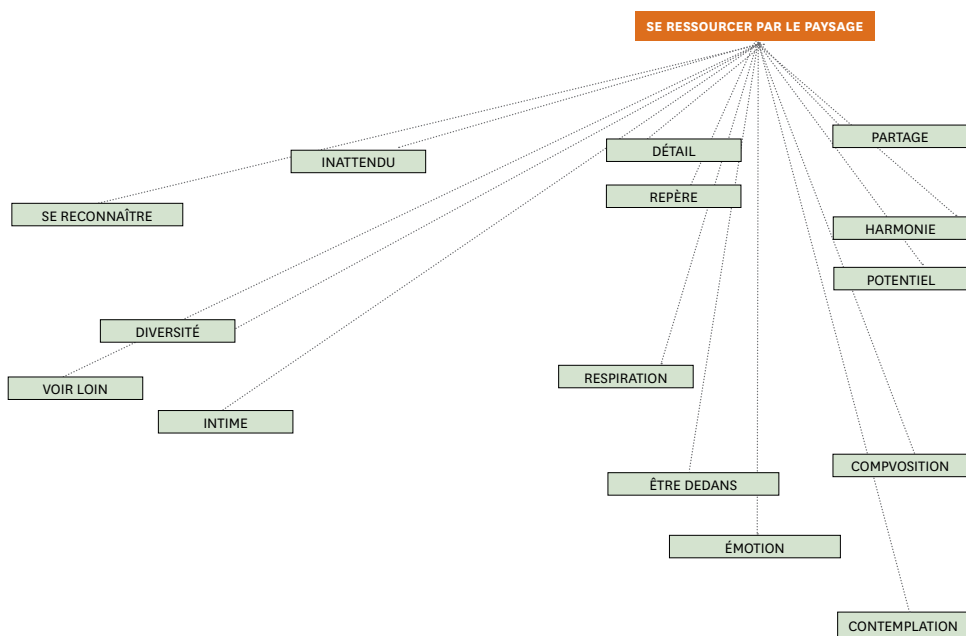 SE RESSOURCER PAR LE PAYSAGE
PARTAGE
DÉTAIL
INATTENDU
REPÈRE
SE RECONNAÎTRE
HARMONIE
POTENTIEL
DIVERSITÉ
RESPIRATION
VOIR LOIN
INTIME
COMPVOSITION
ÊTRE DEDANS
ÉMOTION
CONTEMPLATION